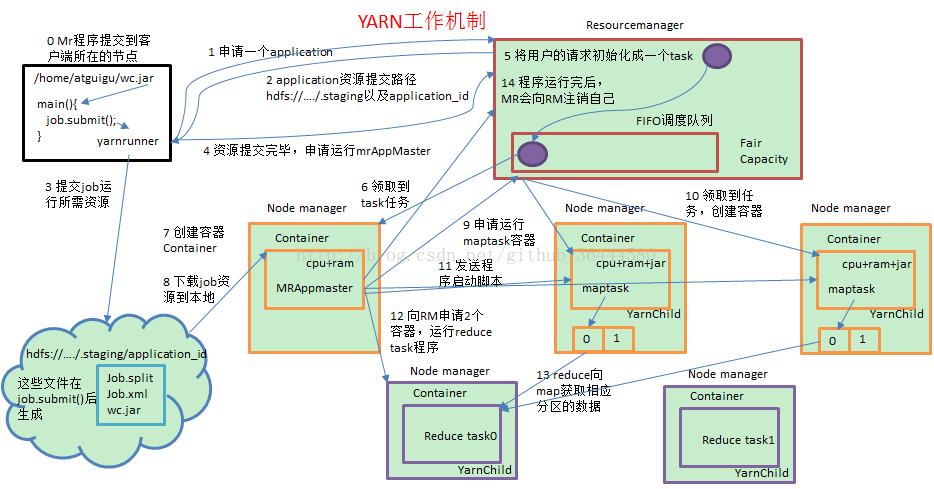 YARN工作机制
0 Mr程序提交到客
户端所在的节点
/home/atguigu/wc.jar
main(){
job.submit();
}
yarnrunner
1 申请一个application
2 application资源提交路径
hdfs://..../.staging以及application_id
4 资源提交完毕，申请运行mrAppMaster
3 提交job运
行所需资源
Resourcemanager
5 将用户的请求初始化成一个task
14 程序运行完后，
MR会向RM注销自己
FIFO调度队列
Fair
Capacity
6 领取到
task任务
7 创建容器
Container
8 下载job资
源到本地
9 申请运行
maptask容器
10 领取到任
务，创建容器
11 发送程
序启动脚本
12 向RM申请2个
容器，运行reduce
task程序
13 reduce向
map获取相应
分区的数据
Node manager
Container
cpu+ram
MRAppmaster
Node manager
Container
cpu+ram+jar
maptask
YarnChild
0 1
Node manager
Container
cpu+ram+jar
maptask
YarnChild
0 1
hdfs://..../.staging/application_id
这些文件在
job.submit()后
生成
Job.split
Job.xml
wc.jar
Node manager
Container
Reduce task0
YarnChild
Node manager
Container
Reduce task1
YarnChild